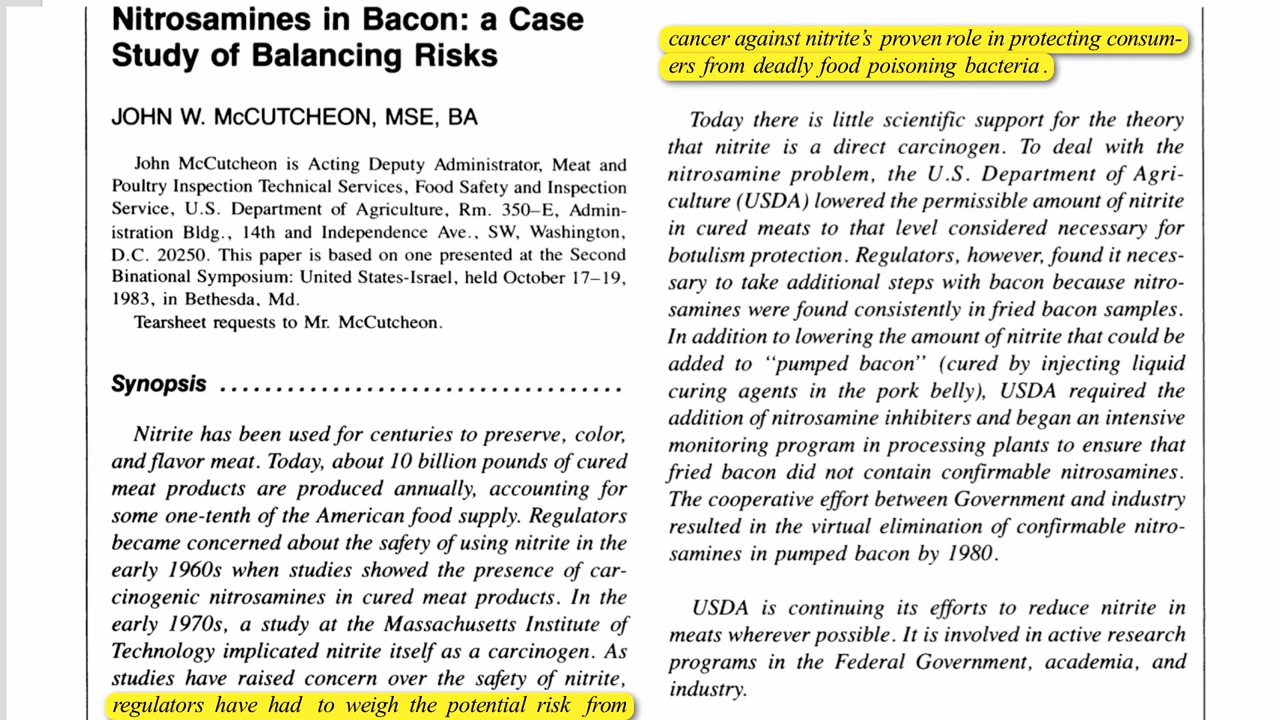 Nitrosamines in Bacon: a Case
Study of Balancing Risks
JOHN W. McCUTCHEON, MSE, BA
John McCutcheon is Acting Deputy Administrator, Meat and
Poultry Inspection Technical Services, Food Safety and Inspection
Service, U.S. Department of Agriculture, Rm. 350–E, Admin-
istration Bldg., 14th and Independence Ave., SW, Washington,
D.C. 20250. This paper is based on one presented at the Second
Binational Symposium: United States-Israel, held October 17–19,
1983, in Bethesda, Md.
Tearsheet requests to Mr. McCutcheon.
Synopsis ....................................
Nitrite has been used for centuries to preserve, color,
and flavor meat. Today, about 10 billion pounds of cured
meat products are produced annually, accounting for
some one-tenth of the American food supply. Regulators
became concerned about the safety of using nitrite in the
early 1960s when studies showed the presence of car-
cinogenic nitrosamines in cured meat products. In the
early 1970s, a study at the Massachusetts Institute of
Technology implicated nitrite itself as a carcinogen. As
studies have raised concern over the safety of nitrite,
regulators have had to weigh the potential risk from
cancer against nitrite's proven role in protecting consum-
ers from deadly food poisoning bacteria.
Today there is little scientific support for the theory
that nitrite is a direct carcinogen. To deal with the
nitrosamine problem, the U.S. Department of Agri-
culture (USDA) lowered the permissible amount of nitrite
in cured meats to that level considered necessary for
botulism protection. Regulators, however, found it neces-
sary to take additional steps with bacon because nitro-
samines were found consistently in fried bacon samples.
In addition to lowering the amount of nitrite that could be
added to "pumped bacon" (cured by injecting liquid
curing agents in the pork belly), USDA required the
addition of nitrosamine inhibiters and began an intensive
monitoring program in processing plants to ensure that
fried bacon did not contain confirmable nitrosamines.
The cooperative effort between Government and industry
resulted in the virtual elimination of confirmable nitro-
samines in pumped bacon by 1980.
USDA is continuing its efforts to reduce nitrite in
meats wherever possible. It is involved in active research
programs in the Federal Government, academia, and
industry.